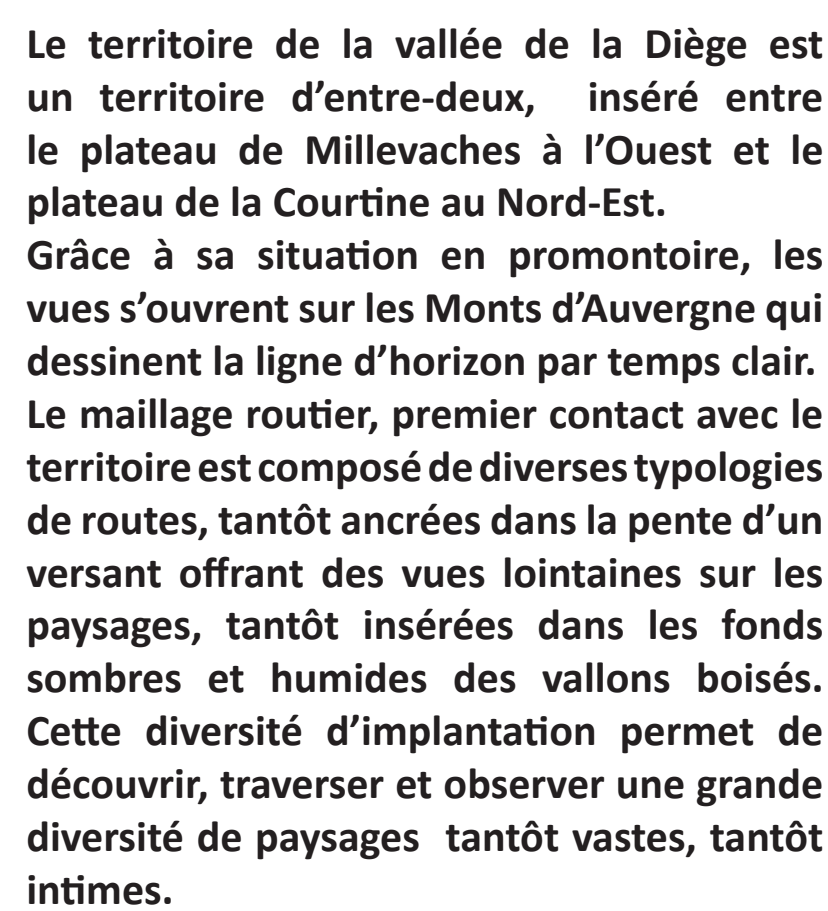 Le territoire de la vallée de la Diège est
un territoire d'entre-deux, inséré entre
le plateau de Millevaches à l'Ouest et le
plateau de la Courtine au Nord-Est.
Grâce à sa situation en promontoire, les
vues s'ouvrent sur les Monts d'Auvergne qui
dessinent la ligne d'horizon par temps clair.
Le maillage routier, premier contact avec le
territoire est composé de diverses typologies
de routes, tantôt ancrées dans la pente d'un
versant offrant des vues lointaines sur les
paysages, tantôt insérées dans les fonds
sombres et humides des vallons boisés.
Cette diversité d'implantation permet de
découvrir, traverser et observer une grande
diversité de paysages tantôt vastes, tantôt
intimes.